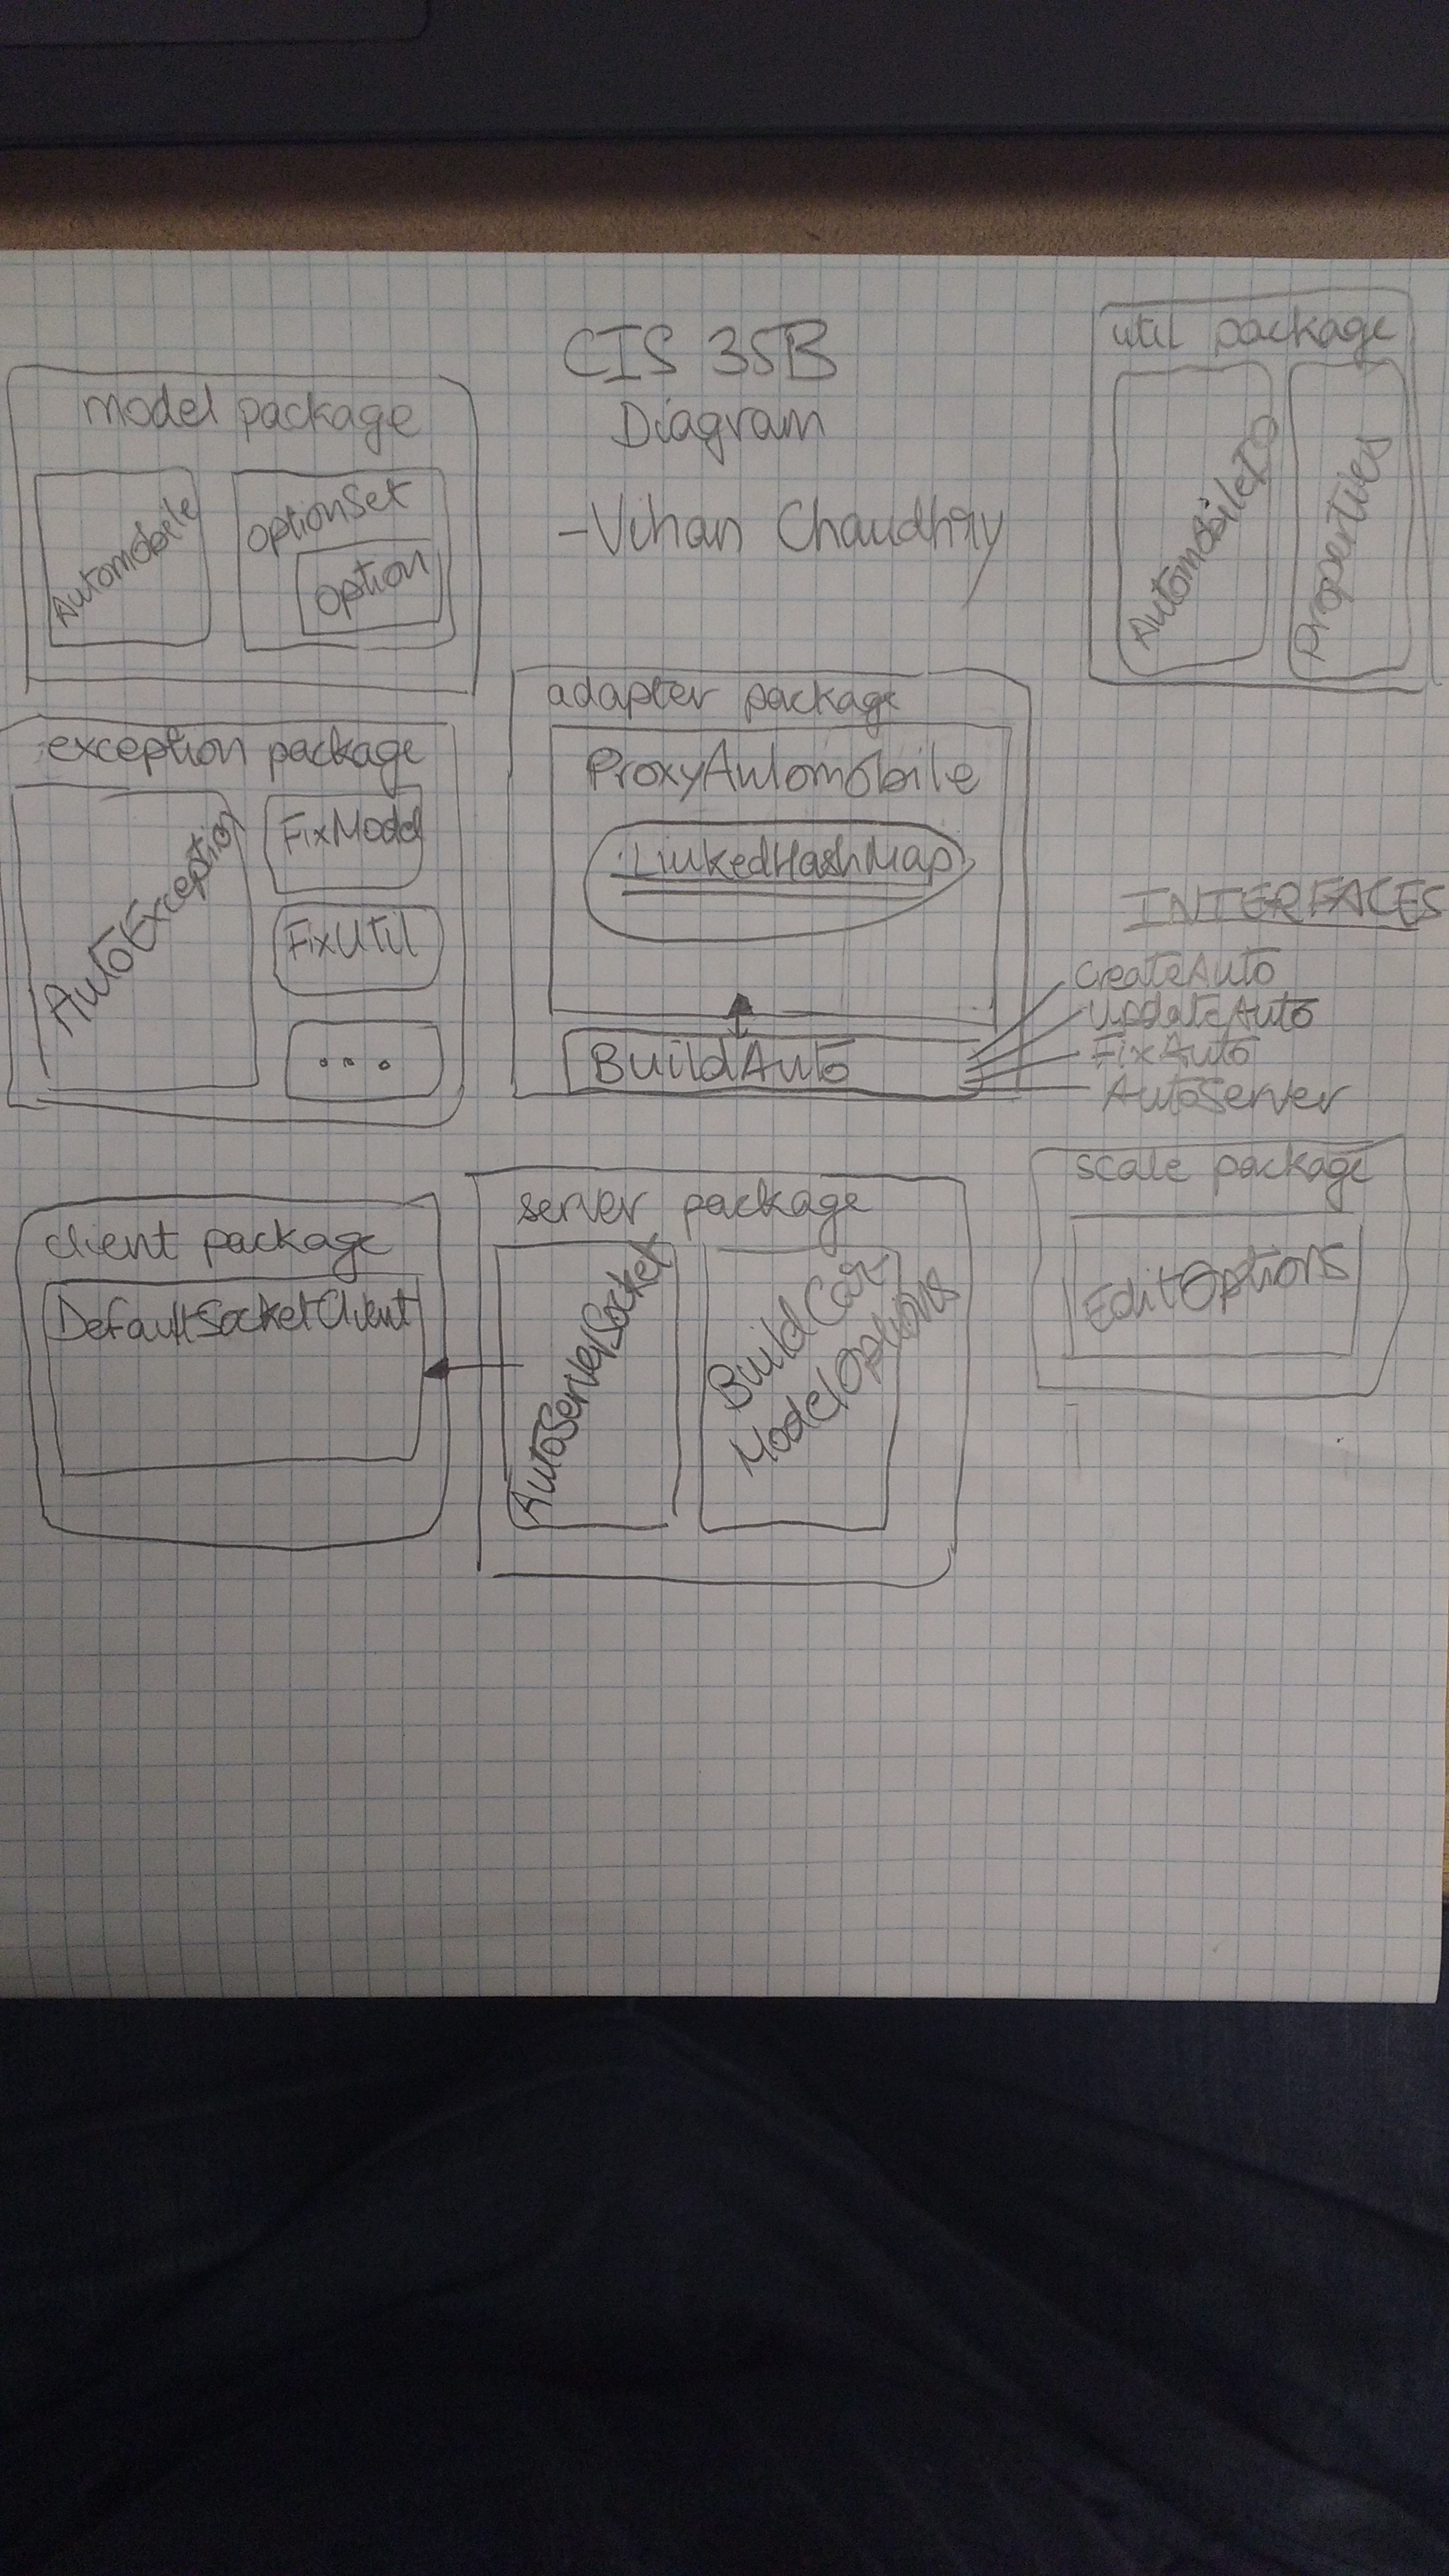 CIS 35B
Diagram
-Vihan Chaudhry
model package
Automobile
OptionSet
Option
util package
AutomobileIO
Properties
exception package
AutoException
FixModel
FixUtil
...
adapter package
ProxyAutomobile
:LinkedHashMap
BuildAuto
INTERFACES
CreateAuto
UpdateAuto
FixAuto
AutoServer
client package
DefaultSocketClient
server package
AutoServerSocket
BuildCar
ModelOptions
scale package
EditOptions